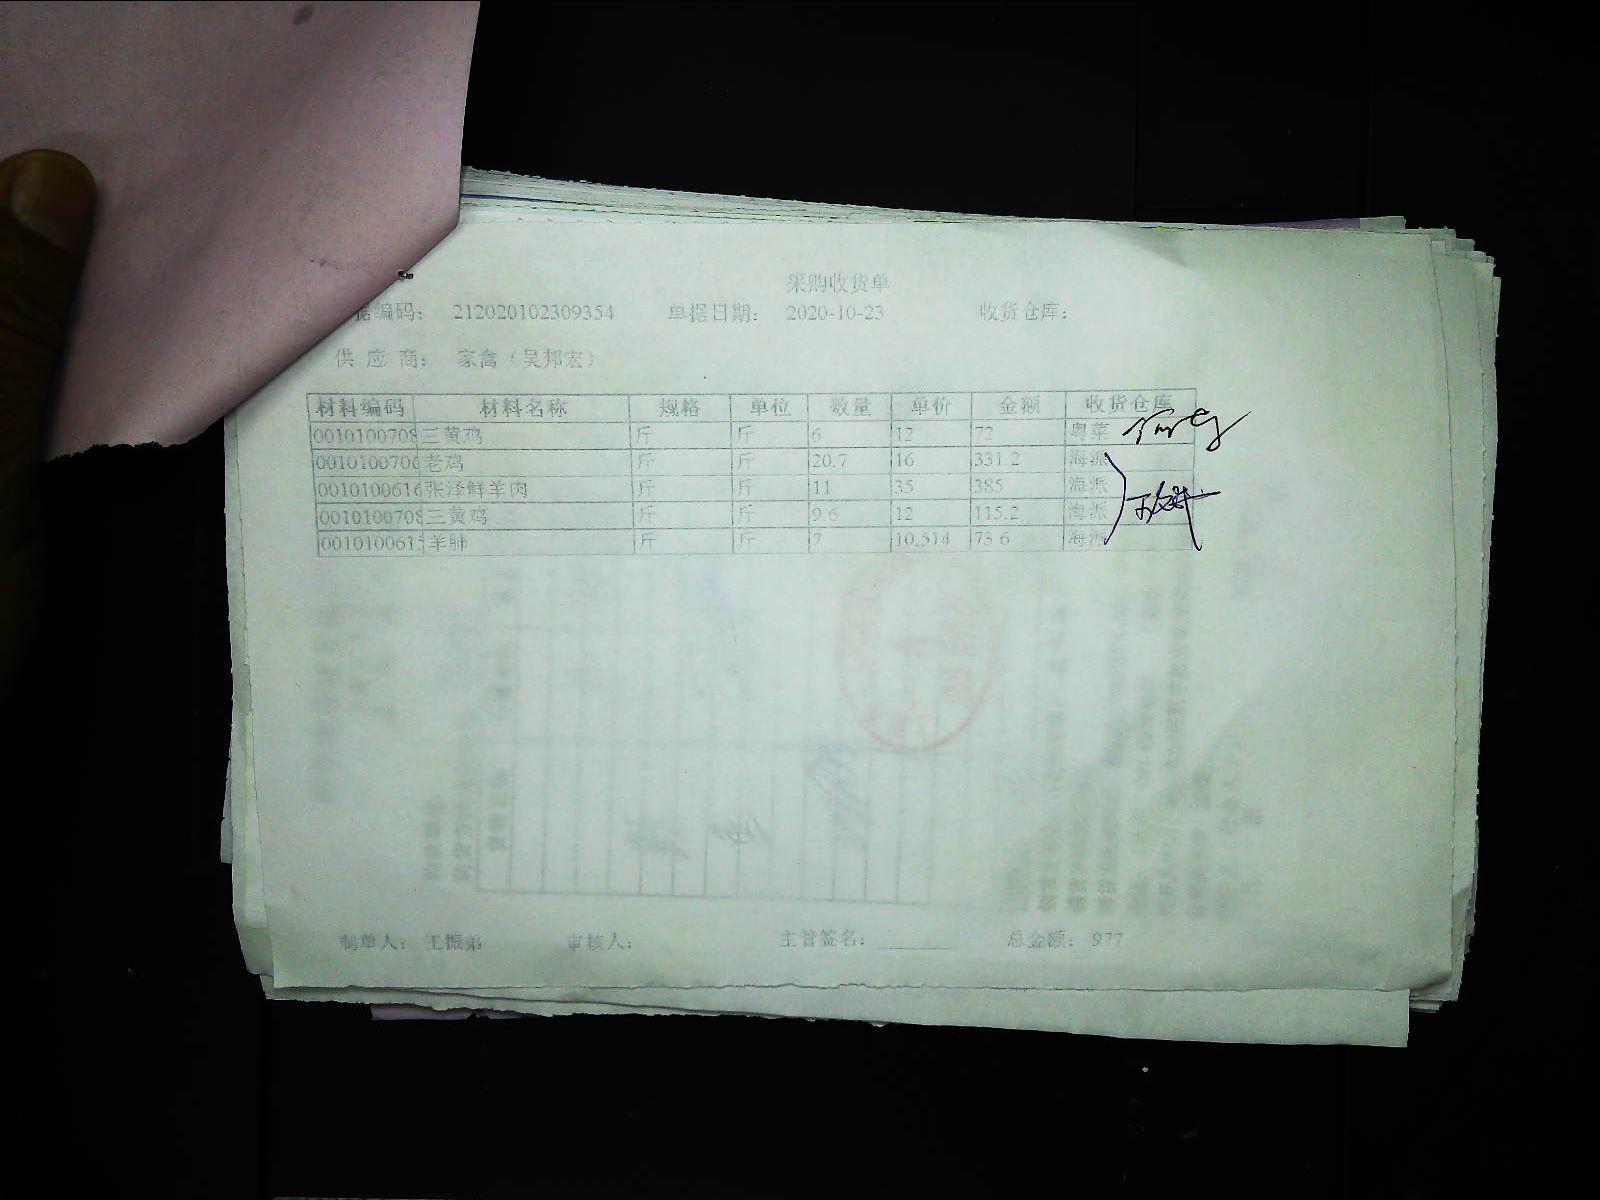 采购收货单
据编码： 212020102309354 单据日期： 2020-10-23 收货仓库：
供 应 商： 家禽（吴邦宏）
材料编码 材料名称 规格 单位 数量 单价 金额 收货仓库
0010100708 三黄鸡 斤 斤 6 12 72 粤菜
0010100706 老鸡 斤 斤 20.7 16 331.2 海派
0010100616 张泽鲜羊肉 斤 斤 11 35 385 海派
0010100708 三黄鸡 斤 斤 9.6 12 115.2 海派
001010061 羊肺 斤 斤 7 10.514 73.6 海派
制单人： 王振弟 审核人： 主管签名： 总金额： 977